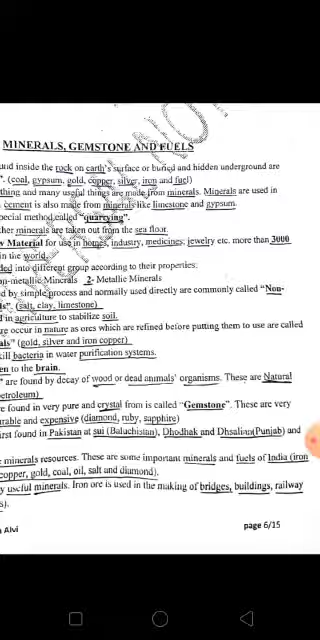 MINERALS, GEMSTONE AND FUELS
und inside the rock on earth's surface or buried and hidden underground are
". (coal, gypsum, gold, copper, silver, iron and fuel)
thing and many useful things are made from minerals. Minerals are used in
. cement is also made from minerals like limestone and gypsum.
pecial method called "quarrying".
her minerals are taken out from the sea floor.
w Material for use in homes, industry, medicines, jewelry etc. more than 3000
in the world.
ded into different group according to their properties.
n-metallic Minerals 2- Metallic Minerals
d by simple process and normally used directly are commonly called "Non-
ls". (salt, clay, limestone)
d in agriculture to stabilize soil.
re occur in nature as ores which are refined before putting them to use are called
als" (gold, silver and iron copper)
kill bacteria in water purification systems.
en to the brain.
" are found by decay of wood or dead animals' organisms. These are Natural
etroleum)
re found in very pure and crystal from is called "Gemstone". These are very
urable and expensive (diamond, ruby, sapphire)
irst found in Pakistan at sui (Baluchistan), Dhodhak and Dhsalian(Punjab) and
e minerals resources. These are some important minerals and fuels of India (iron
copper, gold, coal, oil, salt and diamond).
y useful minerals. Iron ore is used in the making of bridges, buildings, railway
s).
Alvi page 6/15